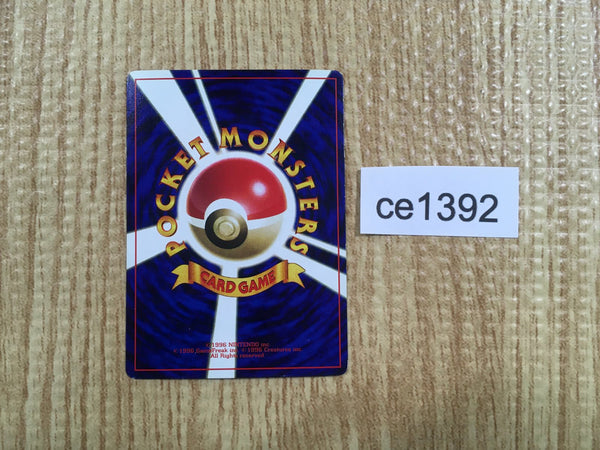 POCKET MONSTERS
CARD GAME
©1996 NINTENDO inc.
© 1996 GameFreak inc. © 1996 Creatures inc.
All Rights reserved.
ce1392